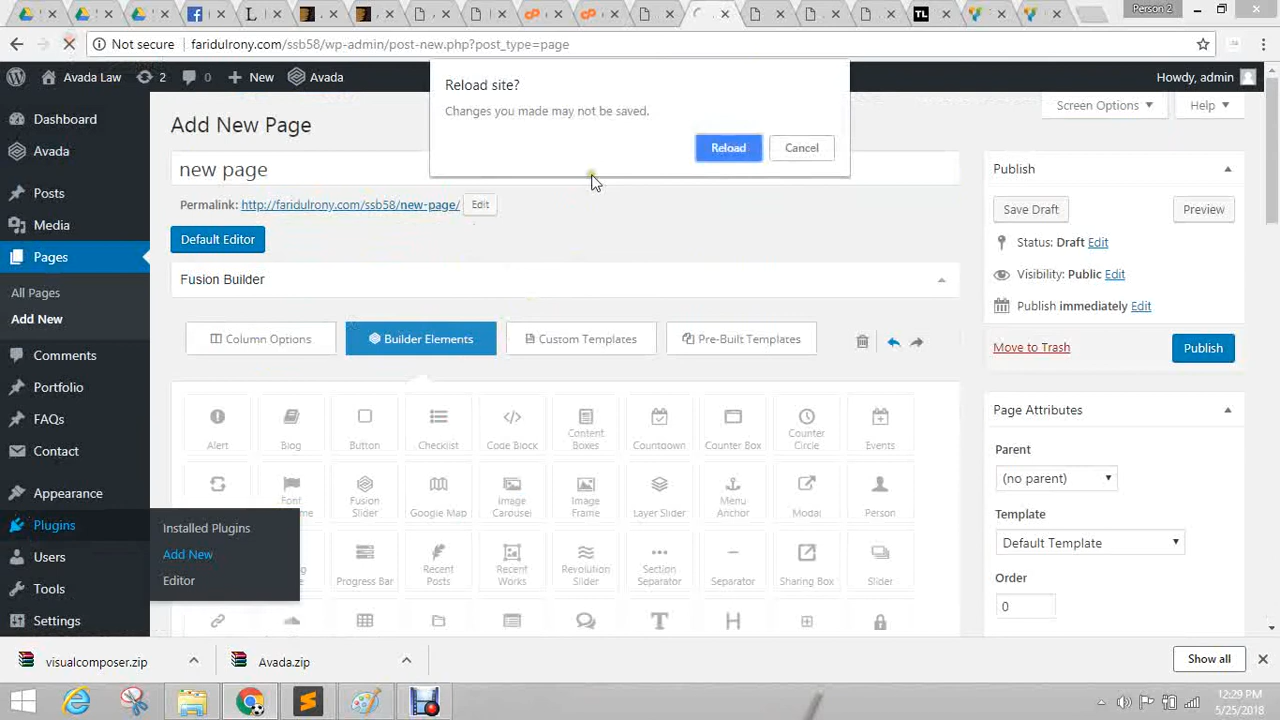 Person 2
Not secure
faridulrony.com/ssb58/wp-admin/post-new.php?post_type=page
Avada Law
2
0
New
Avada
Howdy, admin
Reload site?
Changes you made may not be saved.
Reload
Cancel
Screen Options
Help
Dashboard
Avada
Posts
Media
Pages
All Pages
Add New
Comments
Portfolio
FAQs
Contact
Appearance
Plugins
Installed Plugins
Add New
Editor
Users
Tools
Settings
Add New Page
new page
Permalink: http://faridulrony.com/ssb58/new-page/
Edit
Default Editor
Fusion Builder
Column Options
Builder Elements
Custom Templates
Pre-Built Templates
Alert
Blog
Button
Checklist
Code Block
Content Boxes
Countdown
Counter Box
Counter Circle
Events
Font
Fusion Slider
Google Map
Image Carousel
Image Frame
Layer Slider
Menu Anchor
Modal
Person
Progress Bar
Recent Posts
Recent Works
Revolution Slider
Section Separator
Separator
Sharing Box
Slider
Publish
Save Draft
Preview
Status: Draft Edit
Visibility: Public Edit
Publish immediately Edit
Move to Trash
Publish
Page Attributes
Parent
(no parent)
Template
Default Template
Order
0
visualcomposer.zip
Avada.zip
Show all
12:29 PM
5/25/2018